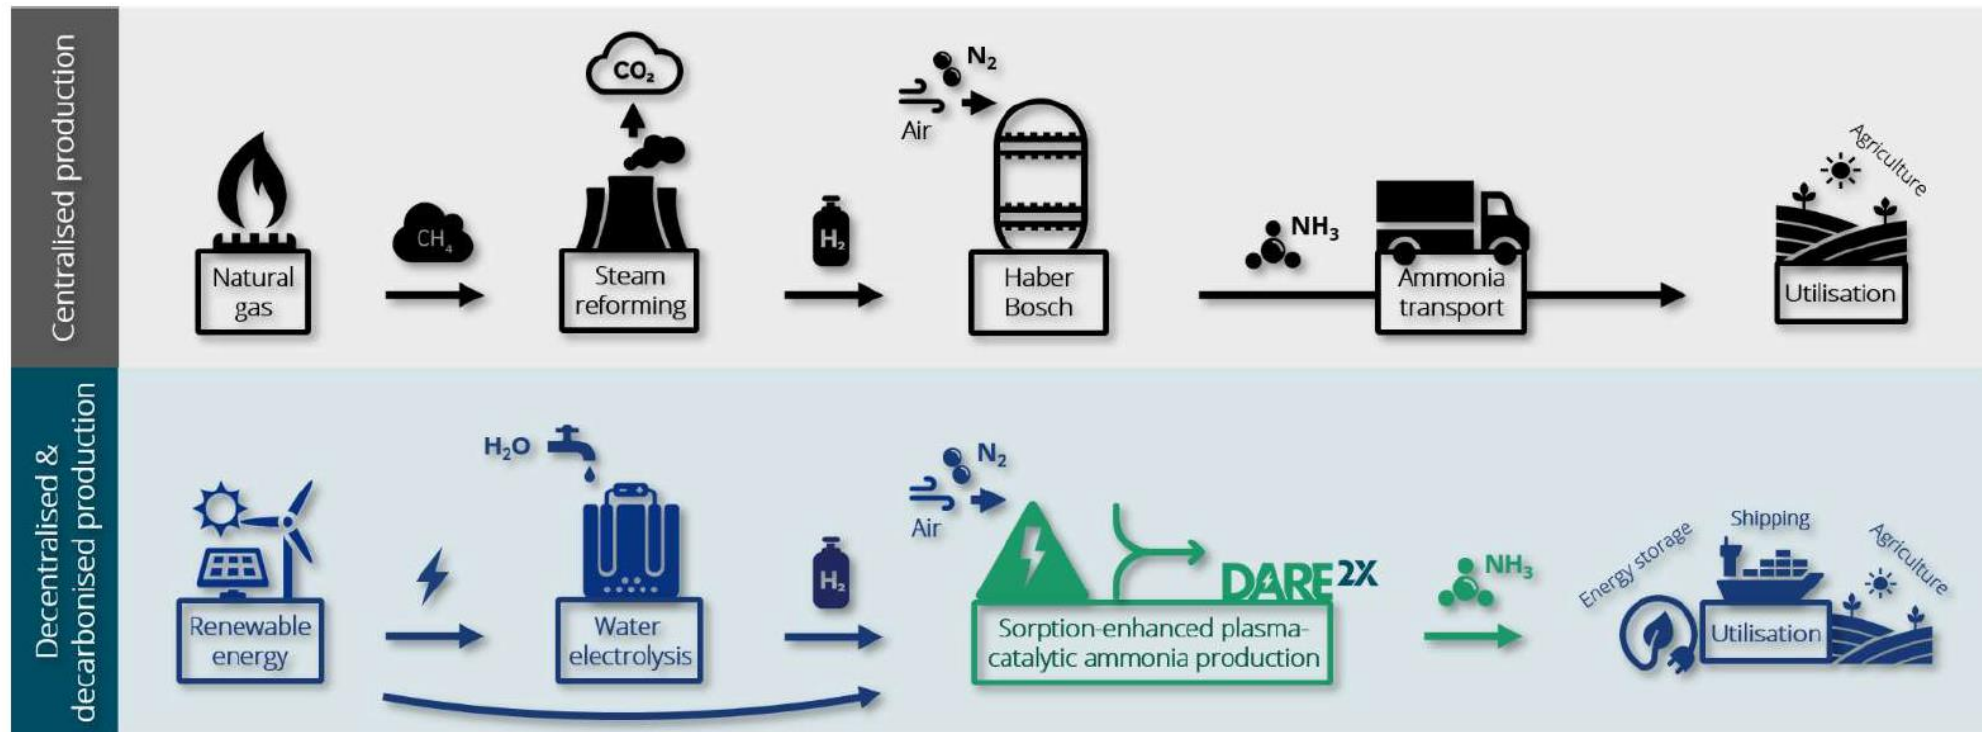 Centralised production
CO₂
N₂
Air
Agriculture
CH₄
H₂
NH₃
Natural
gas
Steam
reforming
Haber
Bosch
Ammonia
transport
Utilisation
Decentralised &
decarbonised production
H₂O
N₂
Air
Shipping
Energy storage
Agriculture
H₂
DARE2X
NH₃
Renewable
energy
Water
electrolysis
Sorption-enhanced plasma-
catalytic ammonia production
Utilisation